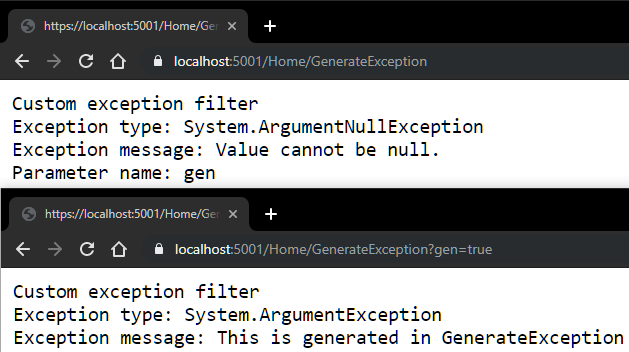 https://localhost:5001/Home/Gen
localhost:5001/Home/GenerateException
Custom exception filter
Exception type: System.ArgumentNullException
Exception message: Value cannot be null.
Parameter name: gen
https://localhost:5001/Home/Gen
localhost:5001/Home/GenerateException?gen=true
Custom exception filter
Exception type: System.ArgumentException
Exception message: This is generated in GenerateException